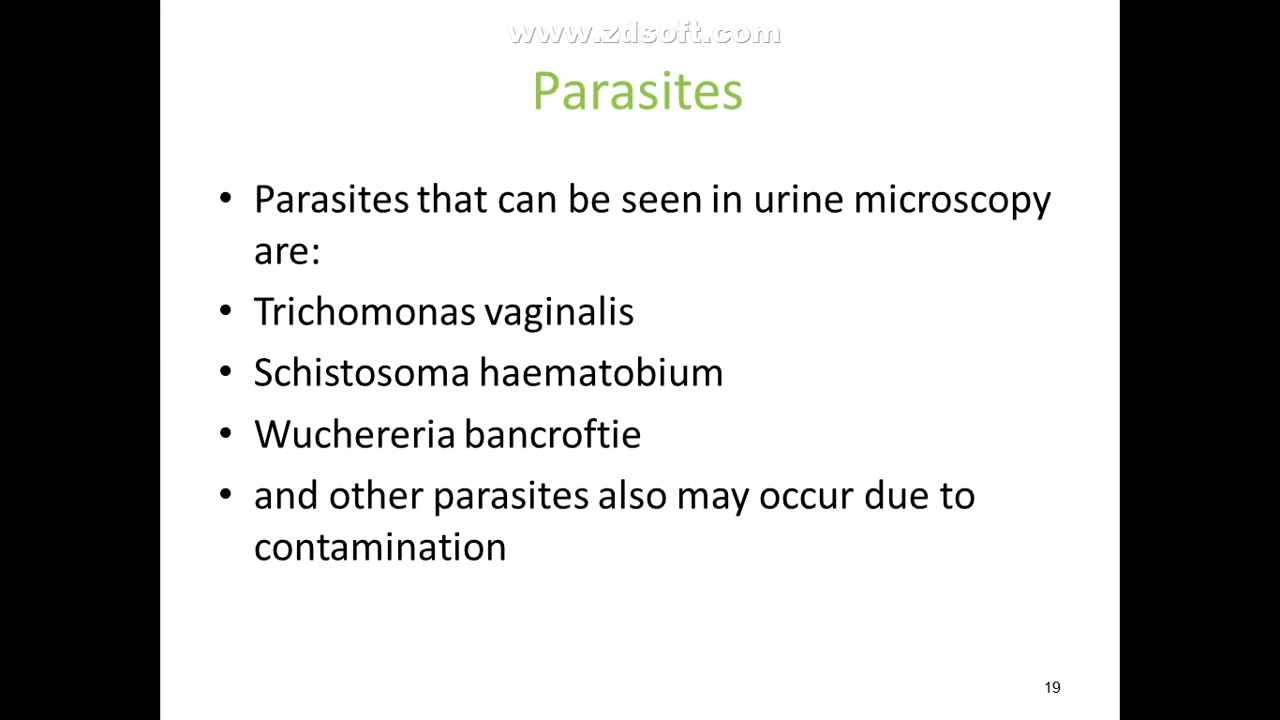 www.zdsoft.com
Parasites
• Parasites that can be seen in urine microscopy
are:
• Trichomonas vaginalis
• Schistosoma haematobium
• Wuchereria bancroftie
• and other parasites also may occur due to
contamination
19